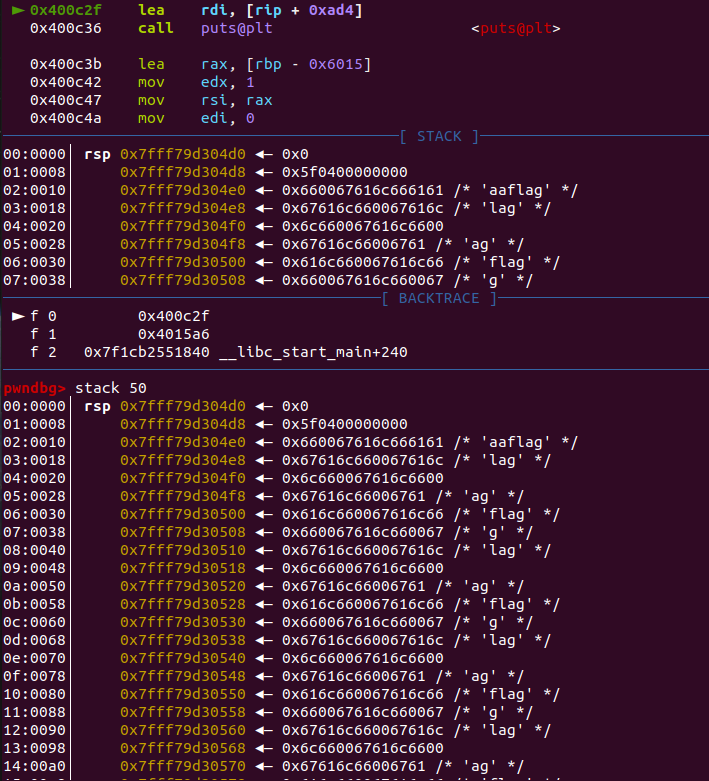 ► 0x400c2f lea rdi, [rip + 0xad4]
0x400c36 call puts@plt <puts@plt>
0x400c3b lea rax, [rbp - 0x6015]
0x400c42 mov edx, 1
0x400c47 mov rsi, rax
0x400c4a mov edi, 0
[ STACK ]
00:0000│ rsp 0x7fff79d304d0 ◄— 0x0
01:0008│ 0x7fff79d304d8 ◄— 0x5f0400000000
02:0010│ 0x7fff79d304e0 ◄— 0x660067616c666161 /* 'aaflag' */
03:0018│ 0x7fff79d304e8 ◄— 0x67616c660067616c /* 'lag' */
04:0020│ 0x7fff79d304f0 ◄— 0x6c660067616c6600
05:0028│ 0x7fff79d304f8 ◄— 0x67616c66006761 /* 'ag' */
06:0030│ 0x7fff79d30500 ◄— 0x616c660067616c66 /* 'flag' */
07:0038│ 0x7fff79d30508 ◄— 0x660067616c660067 /* 'g' */
[ BACKTRACE ]
► f 0 0x400c2f
f 1 0x4015a6
f 2 0x7f1cb2551840 __libc_start_main+240
pwndbg> stack 50
00:0000│ rsp 0x7fff79d304d0 ◄— 0x0
01:0008│ 0x7fff79d304d8 ◄— 0x5f0400000000
02:0010│ 0x7fff79d304e0 ◄— 0x660067616c666161 /* 'aaflag' */
03:0018│ 0x7fff79d304e8 ◄— 0x67616c660067616c /* 'lag' */
04:0020│ 0x7fff79d304f0 ◄— 0x6c660067616c6600
05:0028│ 0x7fff79d304f8 ◄— 0x67616c66006761 /* 'ag' */
06:0030│ 0x7fff79d30500 ◄— 0x616c660067616c66 /* 'flag' */
07:0038│ 0x7fff79d30508 ◄— 0x660067616c660067 /* 'g' */
08:0040│ 0x7fff79d30510 ◄— 0x67616c660067616c /* 'lag' */
09:0048│ 0x7fff79d30518 ◄— 0x6c660067616c6600
0a:0050│ 0x7fff79d30520 ◄— 0x67616c66006761 /* 'ag' */
0b:0058│ 0x7fff79d30528 ◄— 0x616c660067616c66 /* 'flag' */
0c:0060│ 0x7fff79d30530 ◄— 0x660067616c660067 /* 'g' */
0d:0068│ 0x7fff79d30538 ◄— 0x67616c660067616c /* 'lag' */
0e:0070│ 0x7fff79d30540 ◄— 0x6c660067616c6600
0f:0078│ 0x7fff79d30548 ◄— 0x67616c66006761 /* 'ag' */
10:0080│ 0x7fff79d30550 ◄— 0x616c660067616c66 /* 'flag' */
11:0088│ 0x7fff79d30558 ◄— 0x660067616c660067 /* 'g' */
12:0090│ 0x7fff79d30560 ◄— 0x67616c660067616c /* 'lag' */
13:0098│ 0x7fff79d30568 ◄— 0x6c660067616c6600
14:00a0│ 0x7fff79d30570 ◄— 0x67616c66006761 /* 'ag' */